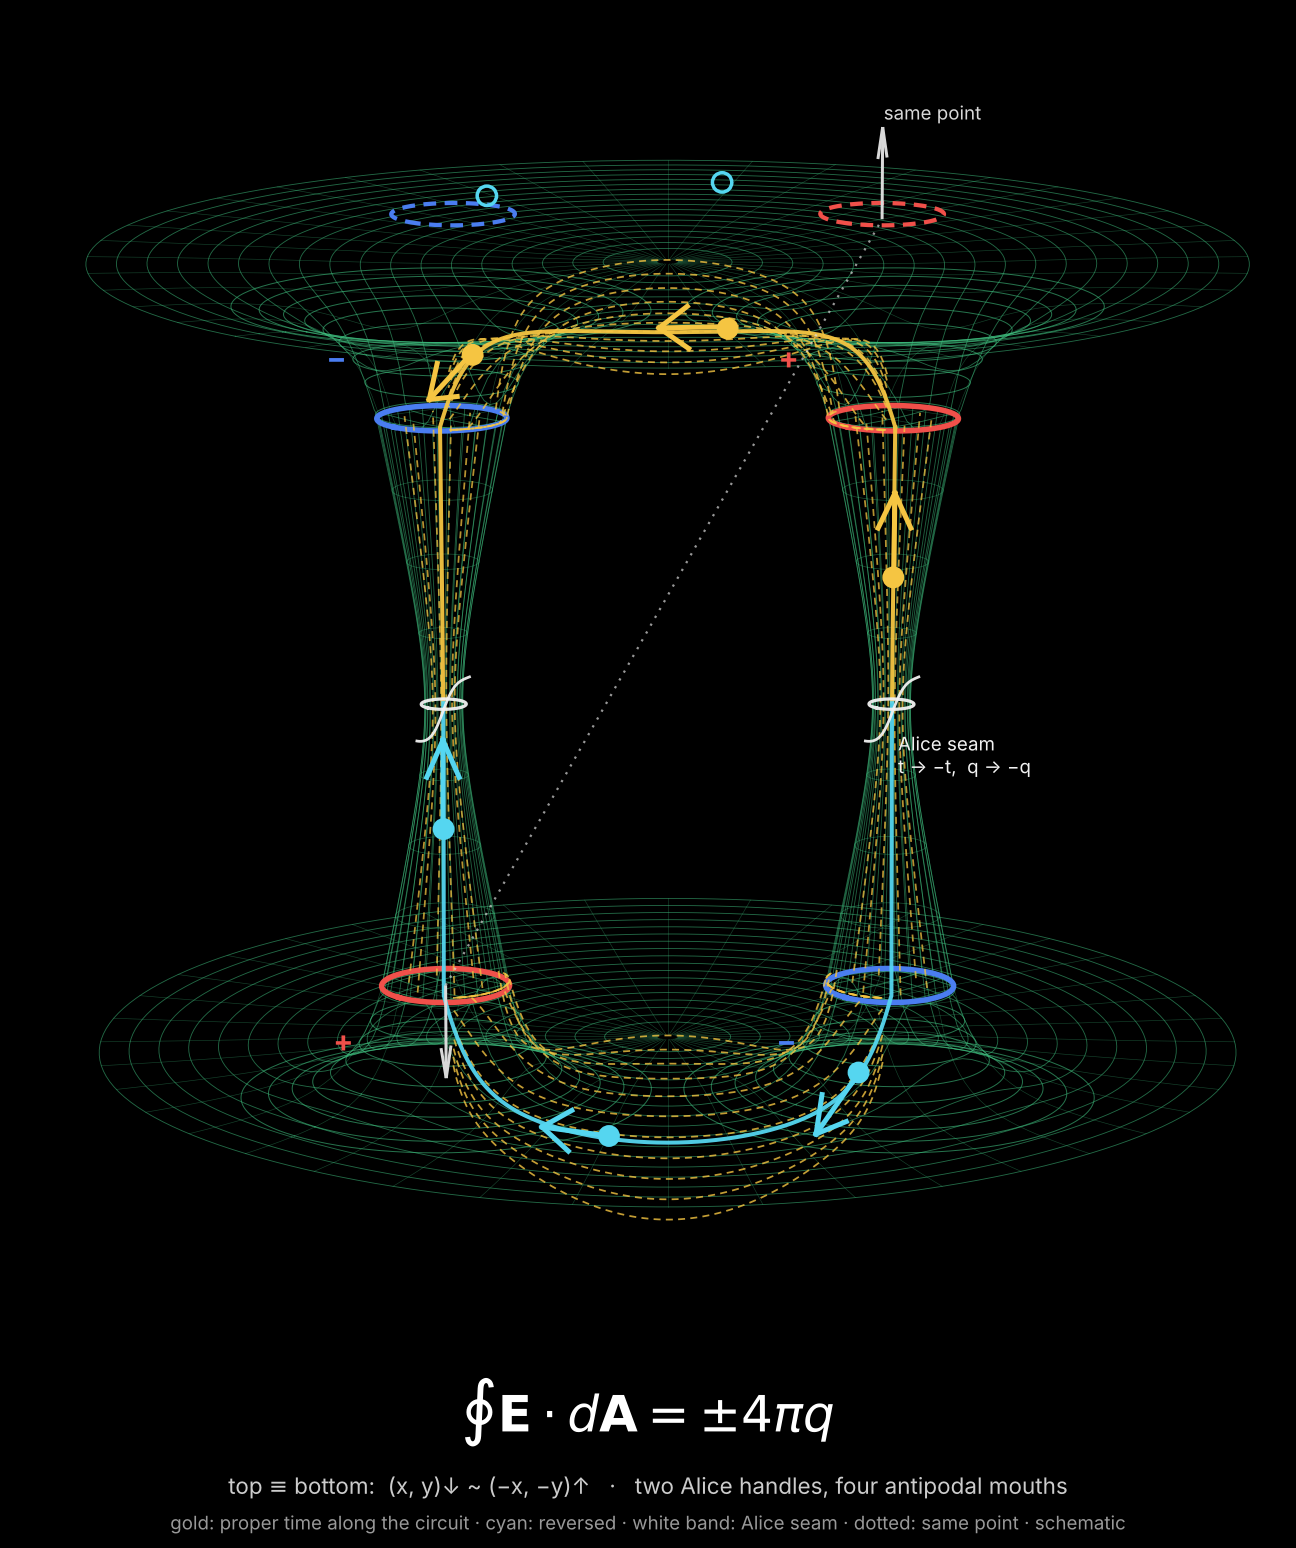 same point
−
+
Alice seam
t → −t, q → −q
+
−
∮E · dA = ±4πq
top ≡ bottom: (x, y)↓ ~ (−x, −y)↑ · two Alice handles, four antipodal mouths
gold: proper time along the circuit · cyan: reversed · white band: Alice seam · dotted: same point · schematic